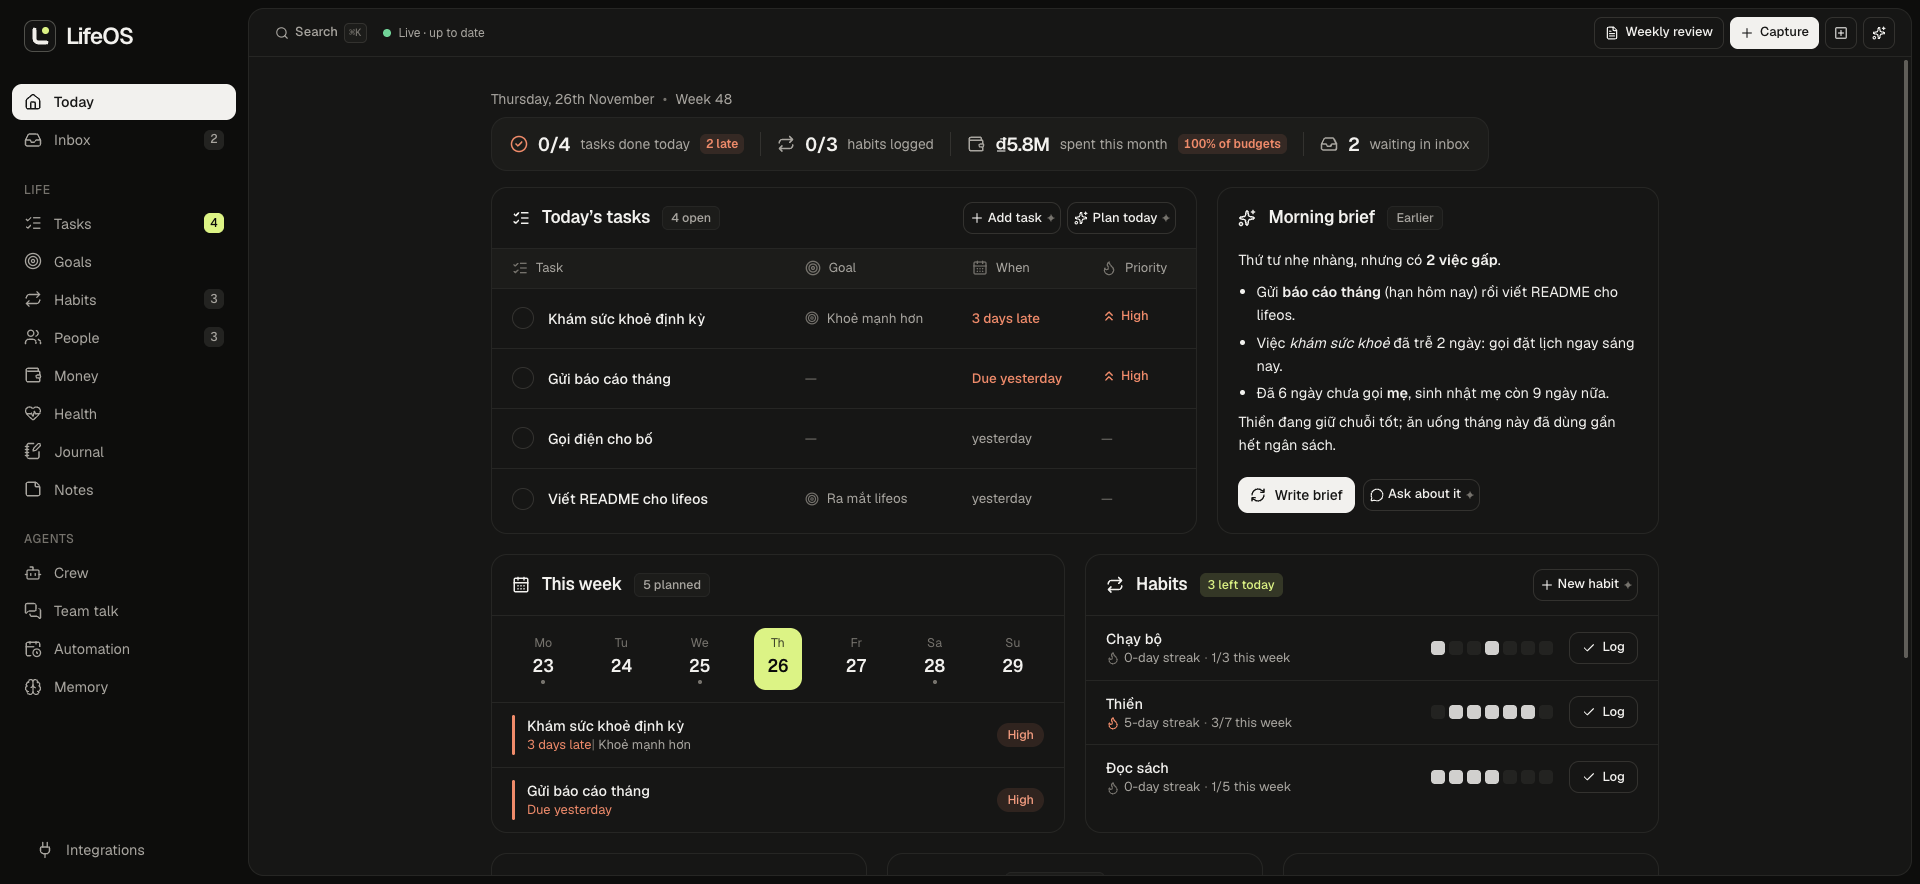 LifeOS
Search ⌘K
Live · up to date
Weekly review
Capture
Today
Inbox 2
LIFE
Tasks 4
Goals
Habits 3
People 3
Money
Health
Journal
Notes
AGENTS
Crew
Team talk
Automation
Memory
Integrations
Thursday, 26th November • Week 48
0/4 tasks done today 2 late
0/3 habits logged
₫5.8M spent this month 100% of budgets
2 waiting in inbox
Today's tasks 4 open
Add task
Plan today
Task Goal When Priority
Khám sức khoẻ định kỳ Khoẻ mạnh hơn 3 days late High
Gửi báo cáo tháng — Due yesterday High
Gọi điện cho bố — yesterday —
Viết README cho lifeos Ra mắt lifeos yesterday —
Morning brief Earlier
Thứ tư nhẹ nhàng, nhưng có 2 việc gấp.
• Gửi báo cáo tháng (hạn hôm nay) rồi viết README cho
lifeos.
• Việc khám sức khoẻ đã trễ 2 ngày: gọi đặt lịch ngay sáng
nay.
• Đã 6 ngày chưa gọi mẹ, sinh nhật mẹ còn 9 ngày nữa.
Thiền đang giữ chuỗi tốt; ăn uống tháng này đã dùng gần
hết ngân sách.
Write brief
Ask about it
This week 5 planned
Mo Tu We Th Fr Sa Su
23 24 25 26 27 28 29
Khám sức khoẻ định kỳ
3 days late| Khoẻ mạnh hơn
High
Gửi báo cáo tháng
Due yesterday
High
Habits 3 left today
New habit
Chạy bộ
0-day streak · 1/3 this week
Log
Thiền
5-day streak · 3/7 this week
Log
Đọc sách
0-day streak · 1/5 this week
Log